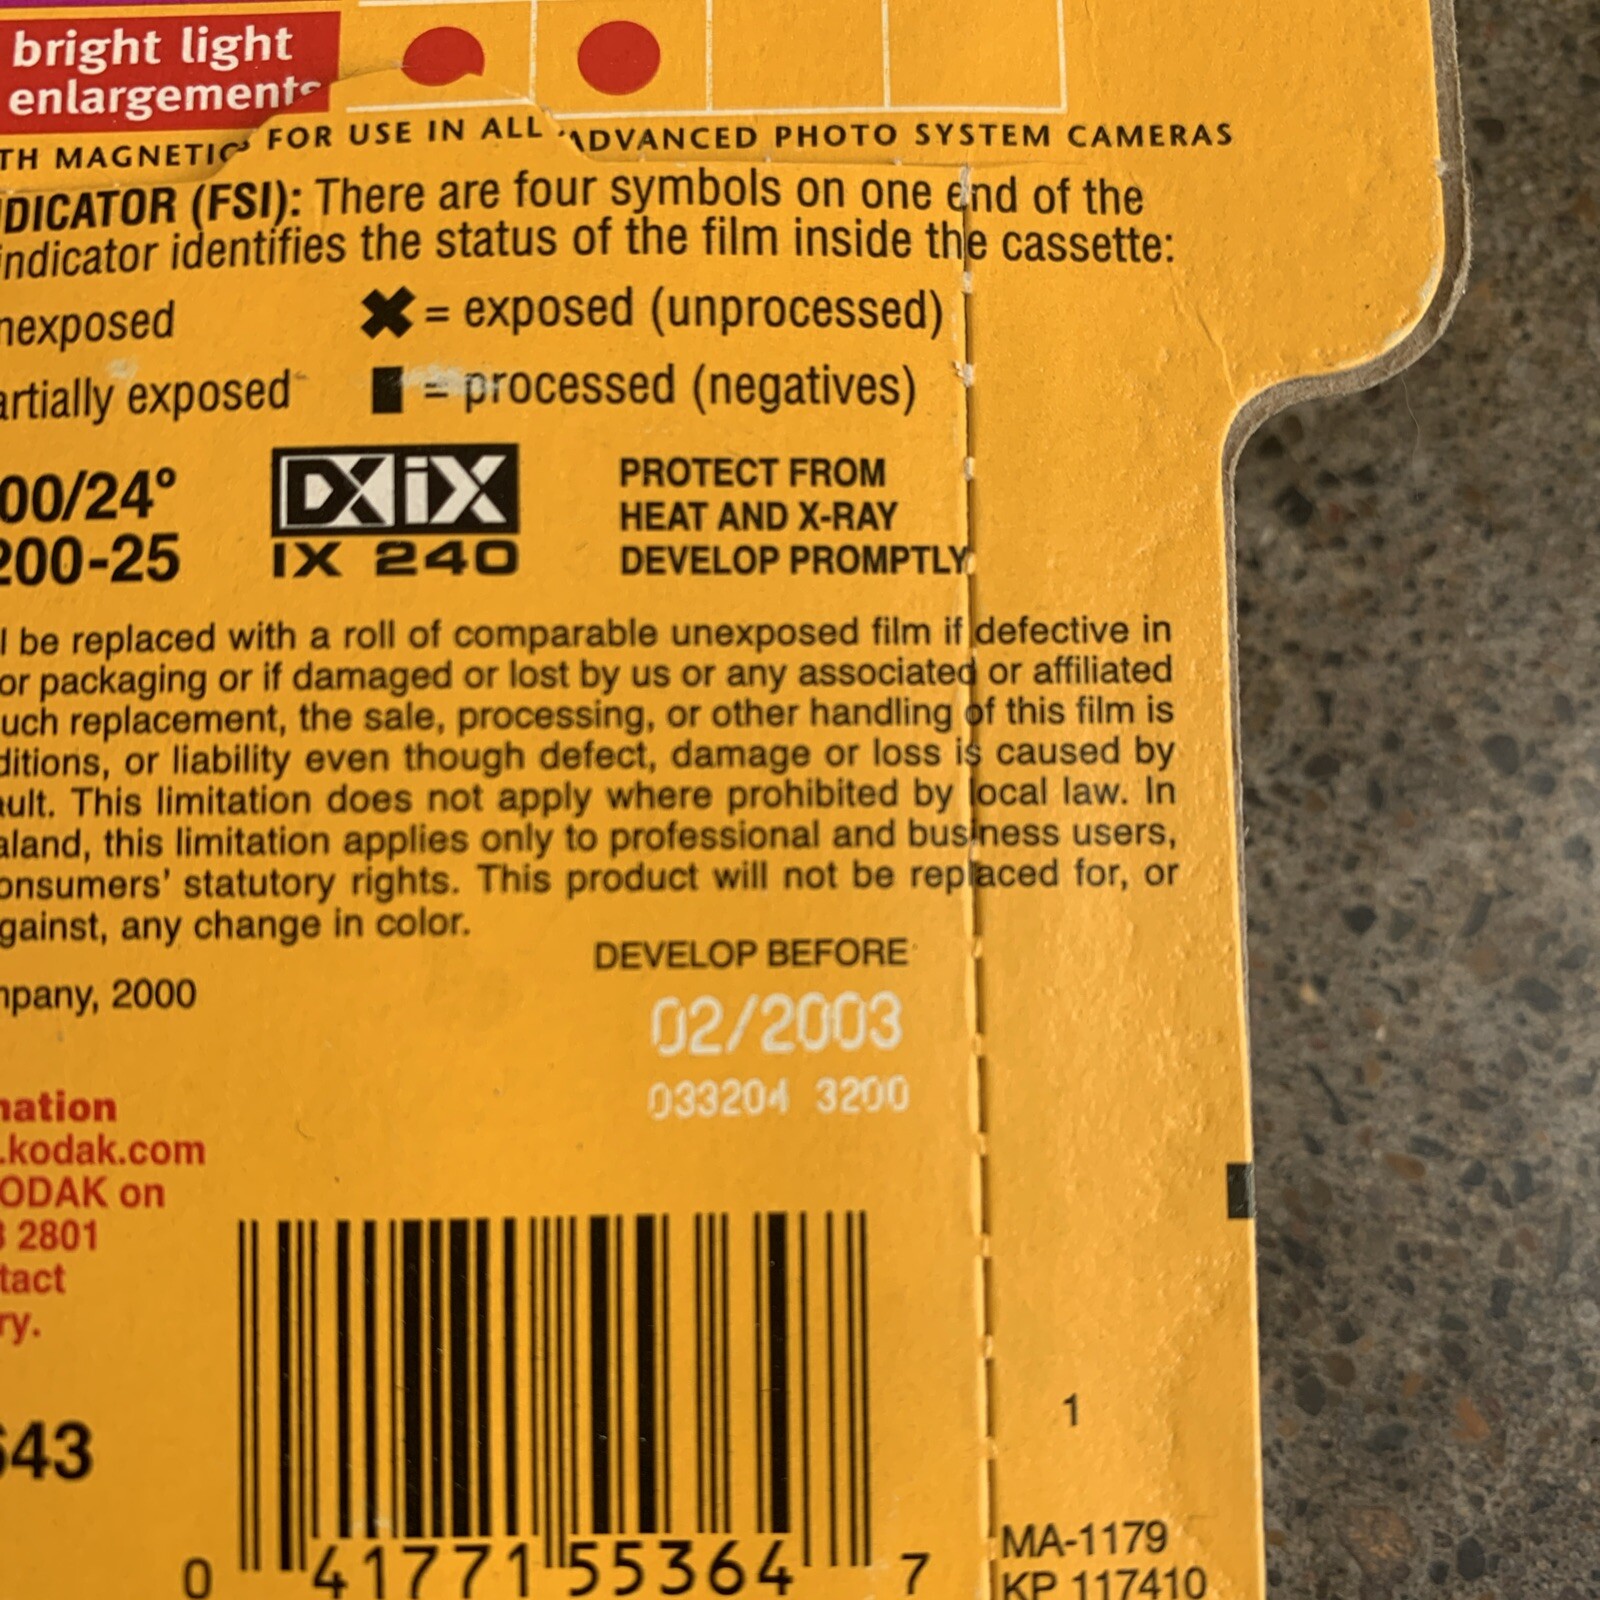 bright light
enlargements
TH MAGNETIC FOR USE IN ALL ADVANCED PHOTO SYSTEM CAMERAS
DICATOR (FSI): There are four symbols on one end of the
indicator identifies the status of the film inside the cassette:
nexposed ✖ = exposed (unprocessed)
artially exposed ▮ = processed (negatives)
00/24°
200-25
DX iX
IX 240
PROTECT FROM
HEAT AND X-RAY
DEVELOP PROMPTLY
l be replaced with a roll of comparable unexposed film if defective in
or packaging or if damaged or lost by us or any associated or affiliated
uch replacement, the sale, processing, or other handling of this film is
ditions, or liability even though defect, damage or loss is caused by
ault. This limitation does not apply where prohibited by local law. In
aland, this limitation applies only to professional and business users,
onsumers' statutory rights. This product will not be replaced for, or
gainst, any change in color.
DEVELOP BEFORE
mpany, 2000
02/2003
033204 3200
nation
.kodak.com
ODAK on
8 2801
tact
ry.
643
1
0 41771 55364 7
MA-1179
KP 117410